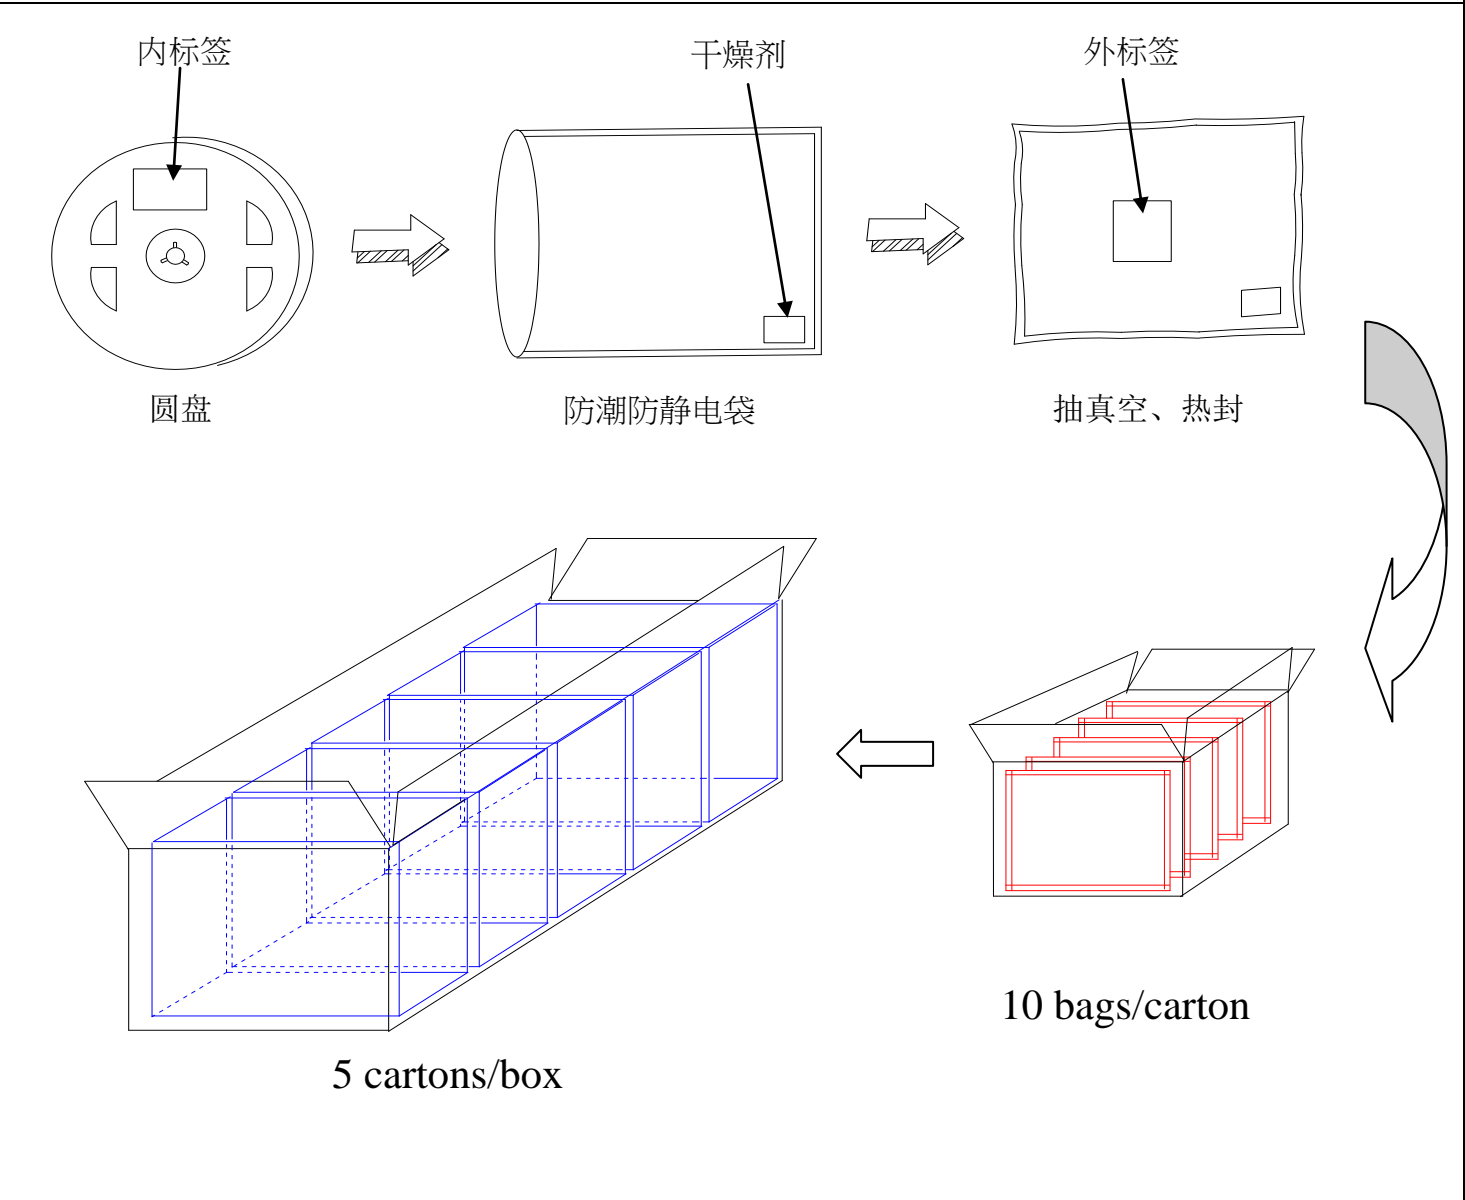 内标签
干燥剂
外标签
圆盘
防潮防静电袋
抽真空、热封
10 bags/carton
5 cartons/box